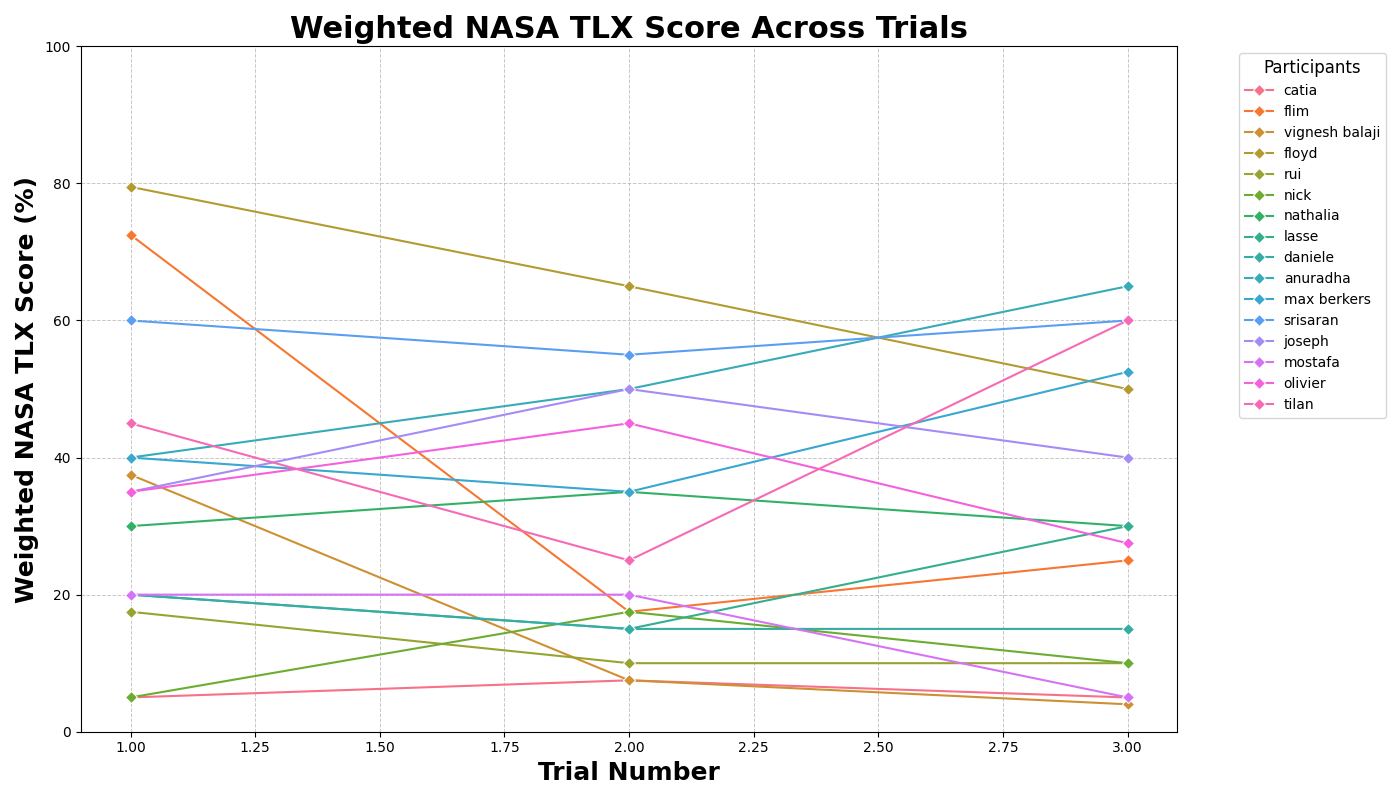 Weighted NASA TLX Score Across Trials
Weighted NASA TLX Score (%)
100
80
60
40
20
0
1.00 1.25 1.50 1.75 2.00 2.25 2.50 2.75 3.00
Trial Number
Participants
catia
flim
vignesh balaji
floyd
rui
nick
nathalia
lasse
daniele
anuradha
max berkers
srisaran
joseph
mostafa
olivier
tilan